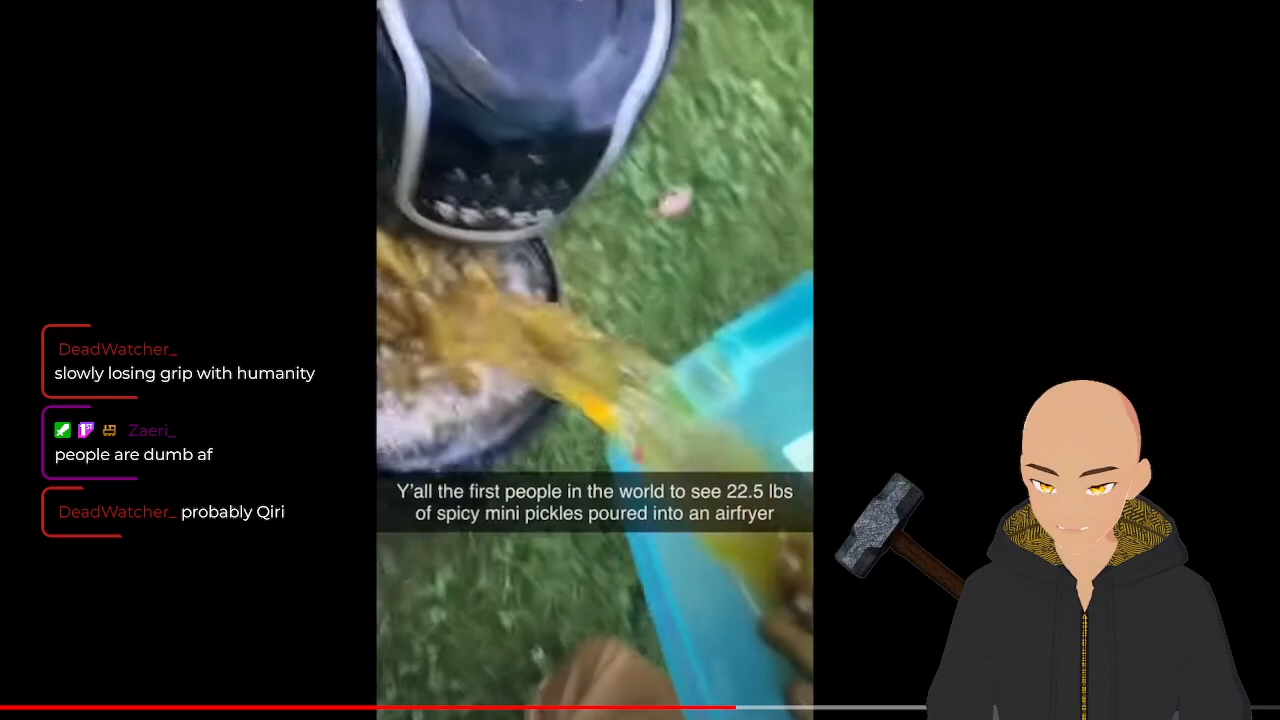 DeadWatcher_
slowly losing grip with humanity
Zaeri_
people are dumb af
DeadWatcher_ probably Qiri
Y'all the first people in the world to see 22.5 lbs
of spicy mini pickles poured into an airfryer